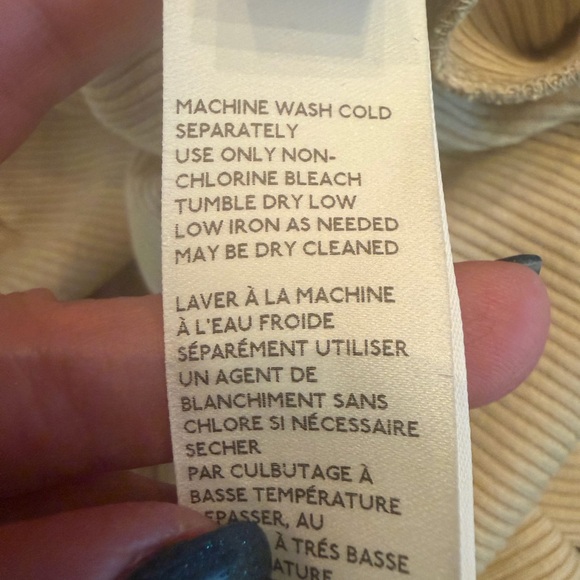 MACHINE WASH COLD
SEPARATELY
USE ONLY NON-
CHLORINE BLEACH
TUMBLE DRY LOW
LOW IRON AS NEEDED
MAY BE DRY CLEANED
LAVER À LA MACHINE
À L'EAU FROIDE
SÉPARÉMENT UTILISER
UN AGENT DE
BLANCHIMENT SANS
CHLORE SI NÉCESSAIRE
SECHER
PAR CULBUTAGE À
BASSE TEMPÉRATURE
EPASSER, AU
À TRÉS BASSE